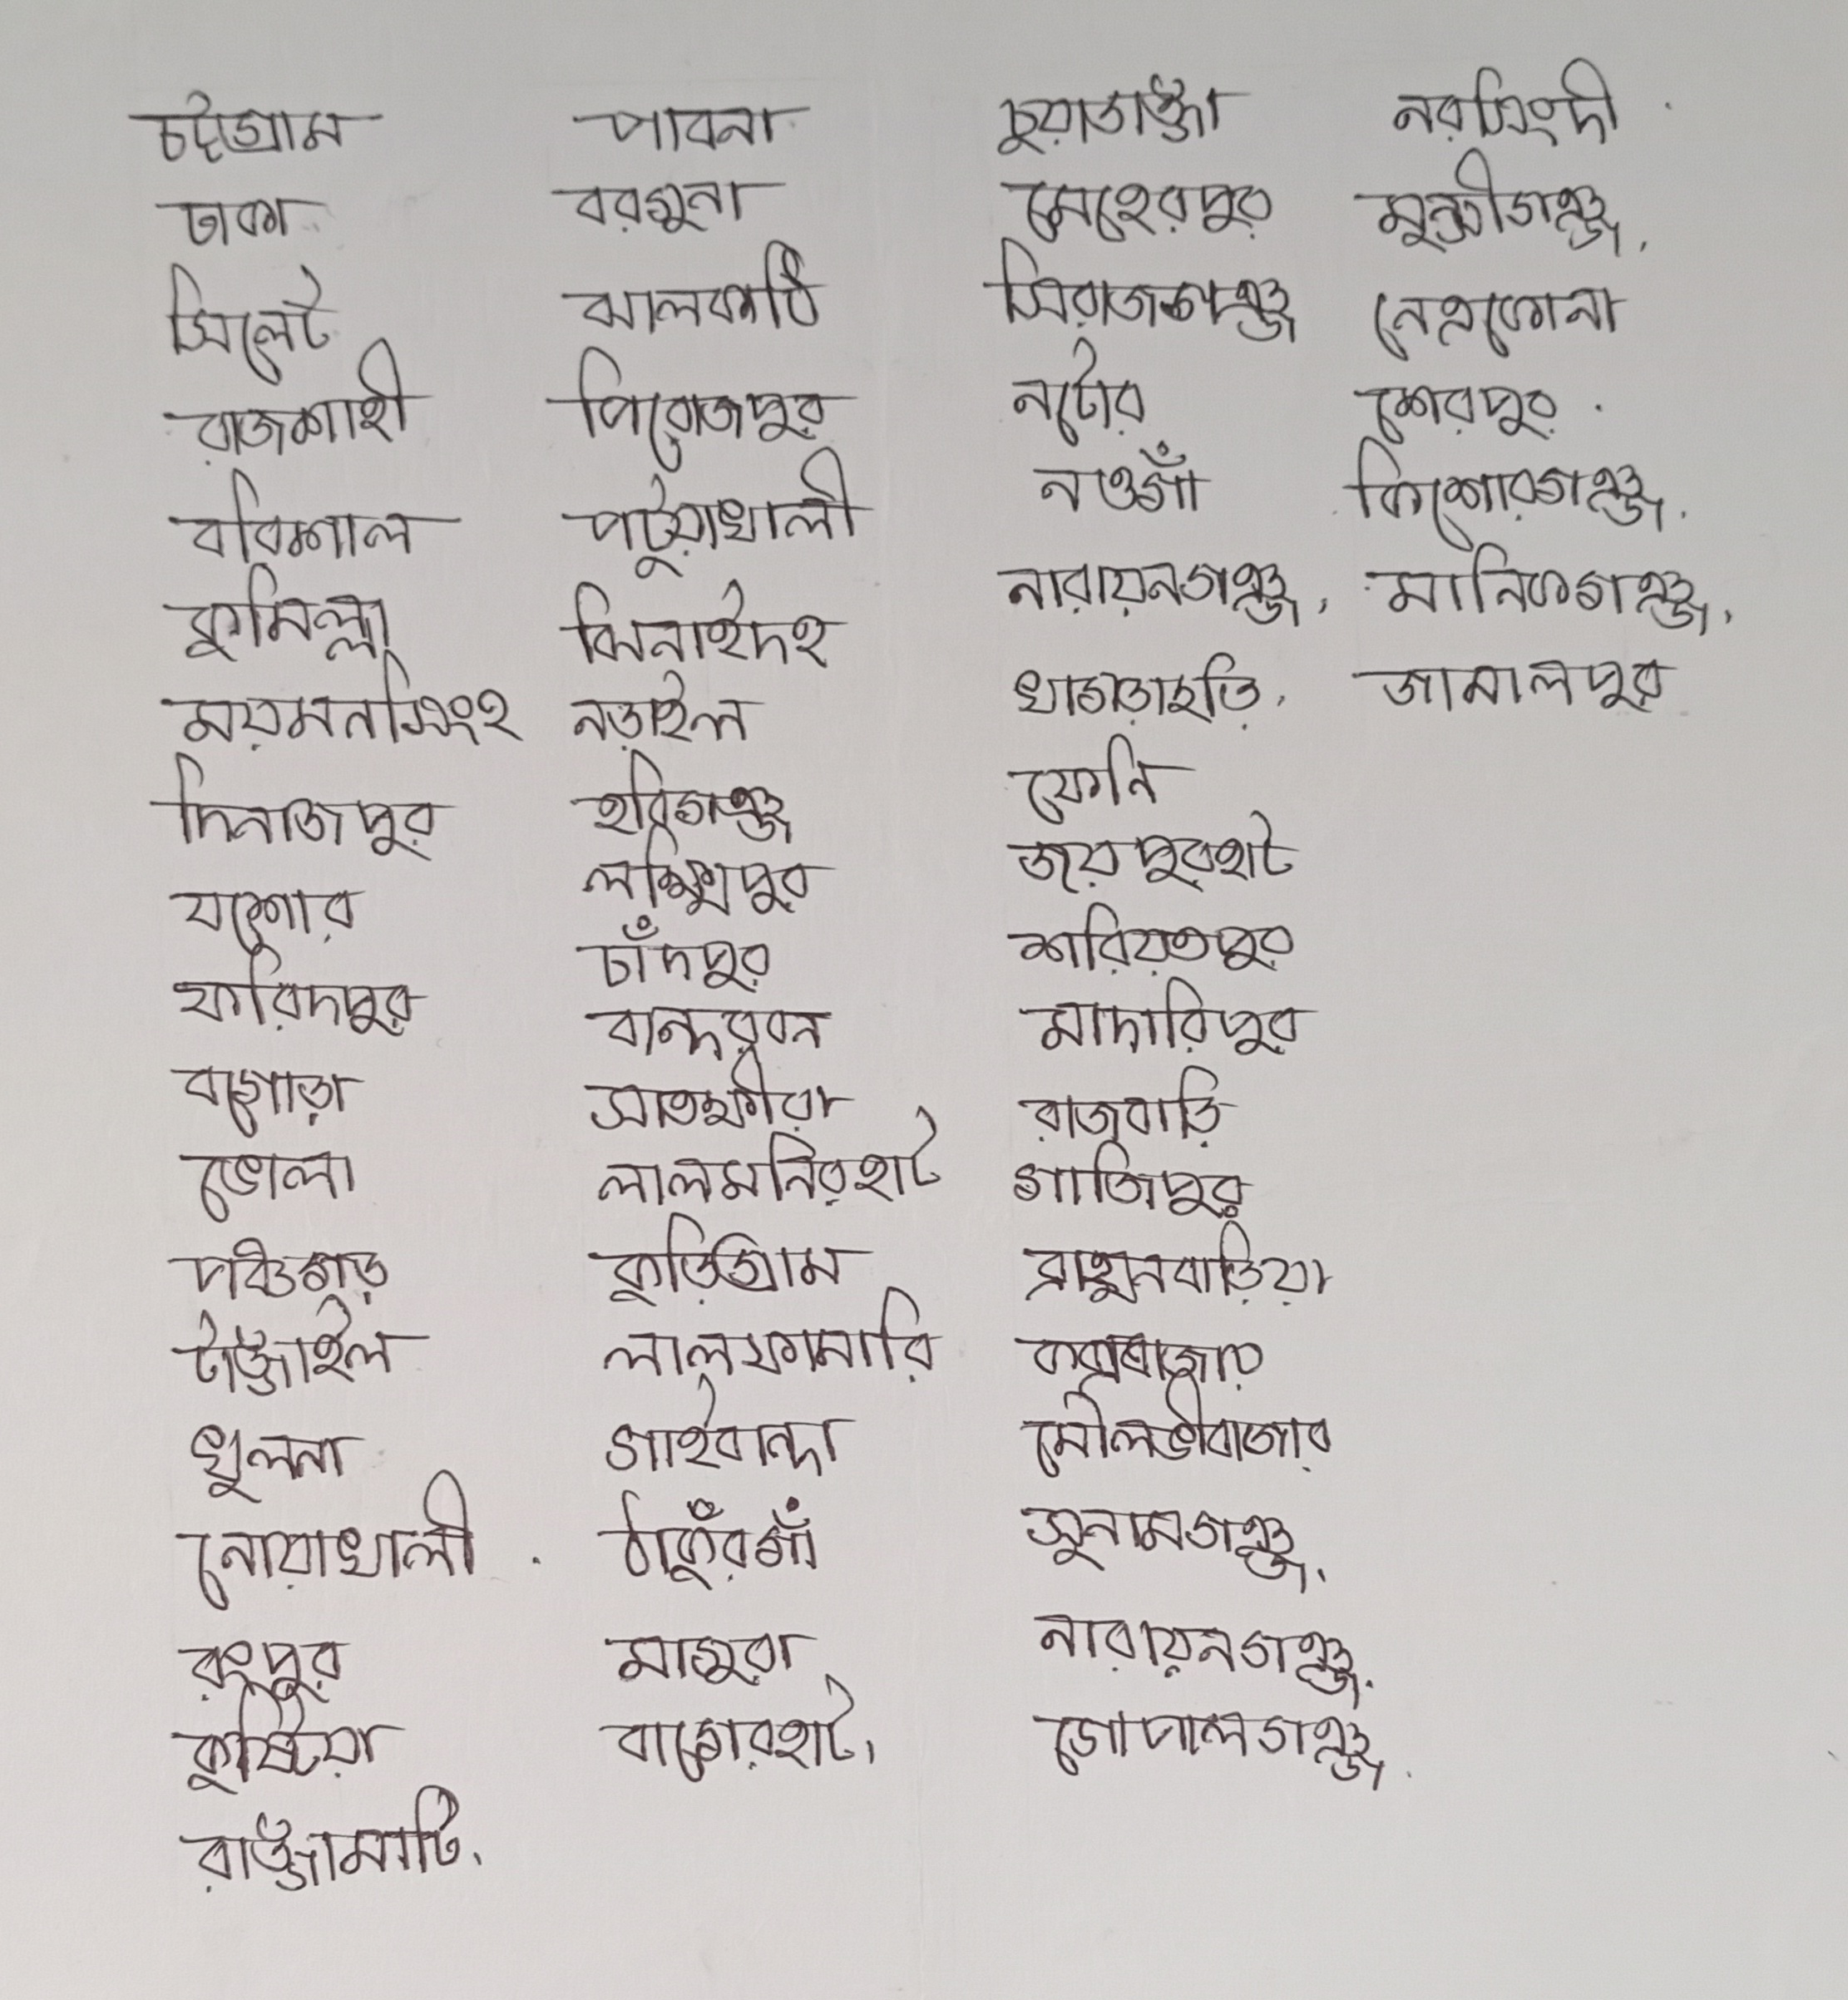 চট্টগ্রাম
ঢাকা
সিলেট
রাজশাহী
বরিশাল
কুমিল্লা
ময়মনসিংহ
দিনাজপুর
যশোর
ফরিদপুর
বগোড়া
ভোলা
পঞ্চগড়
টাঙ্গাইল
খুলনা
নোয়াখালী
রংপুর
কুষ্টিয়া
রাঙ্গামাটি.
পাবনা
বরগুনা
ঝালকাঠি
পিরোজপুর
পটুয়াখালী
ঝিনাইদহ
নড়াইল
হবিগঞ্জ
লক্ষ্মিপুর
চাঁদপুর
বান্দরবন
সাতক্ষীরা
লালমনিরহাট
কুড়িগ্রাম
লালফামারি
গাইবান্দা
ঠাকুঁরগাঁ
মাগুরা
বাগেরহাট.
চুয়াডাঙ্গা
মেহেরপুর
সিরাজগঞ্জ
নটোর
নওগাঁ
নারায়নগঞ্জ,
খাগড়াছড়ি.
ফেনি
জয়পুরহাট
শরিয়তপুর
মাদারিপুর
রাজবাড়ি
গাজিপুর
ব্রাহ্মনবাড়িয়া
কক্সবাজার
মৌলভীবাজার
সুনামগঞ্জ.
নারায়নগঞ্জ.
গোপালগঞ্জ.
নরসিংদী.
মুন্সীগঞ্জ,
নেত্রকোনা
শেরপুর.
কিশোরগঞ্জ.
মানিকগঞ্জ,
জামালপুর